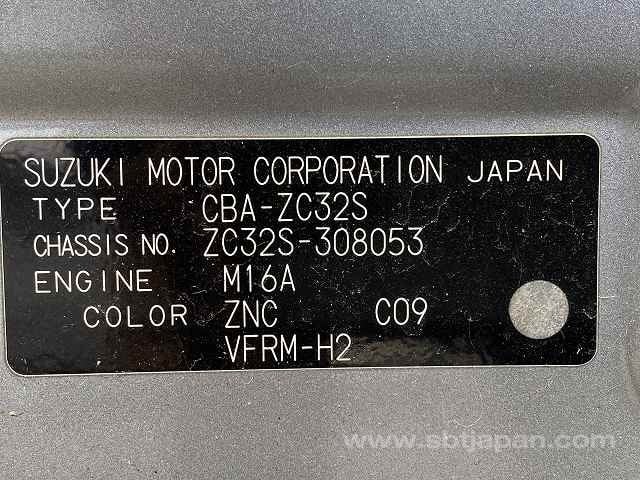 SUZUKI MOTOR CORPORATION JAPAN
TYPE CBA-ZC32S
CHASSIS NO. ZC32S-308053
ENGINE M16A
COLOR ZNC C09
VFRM-H2
www.sbtjapan.com